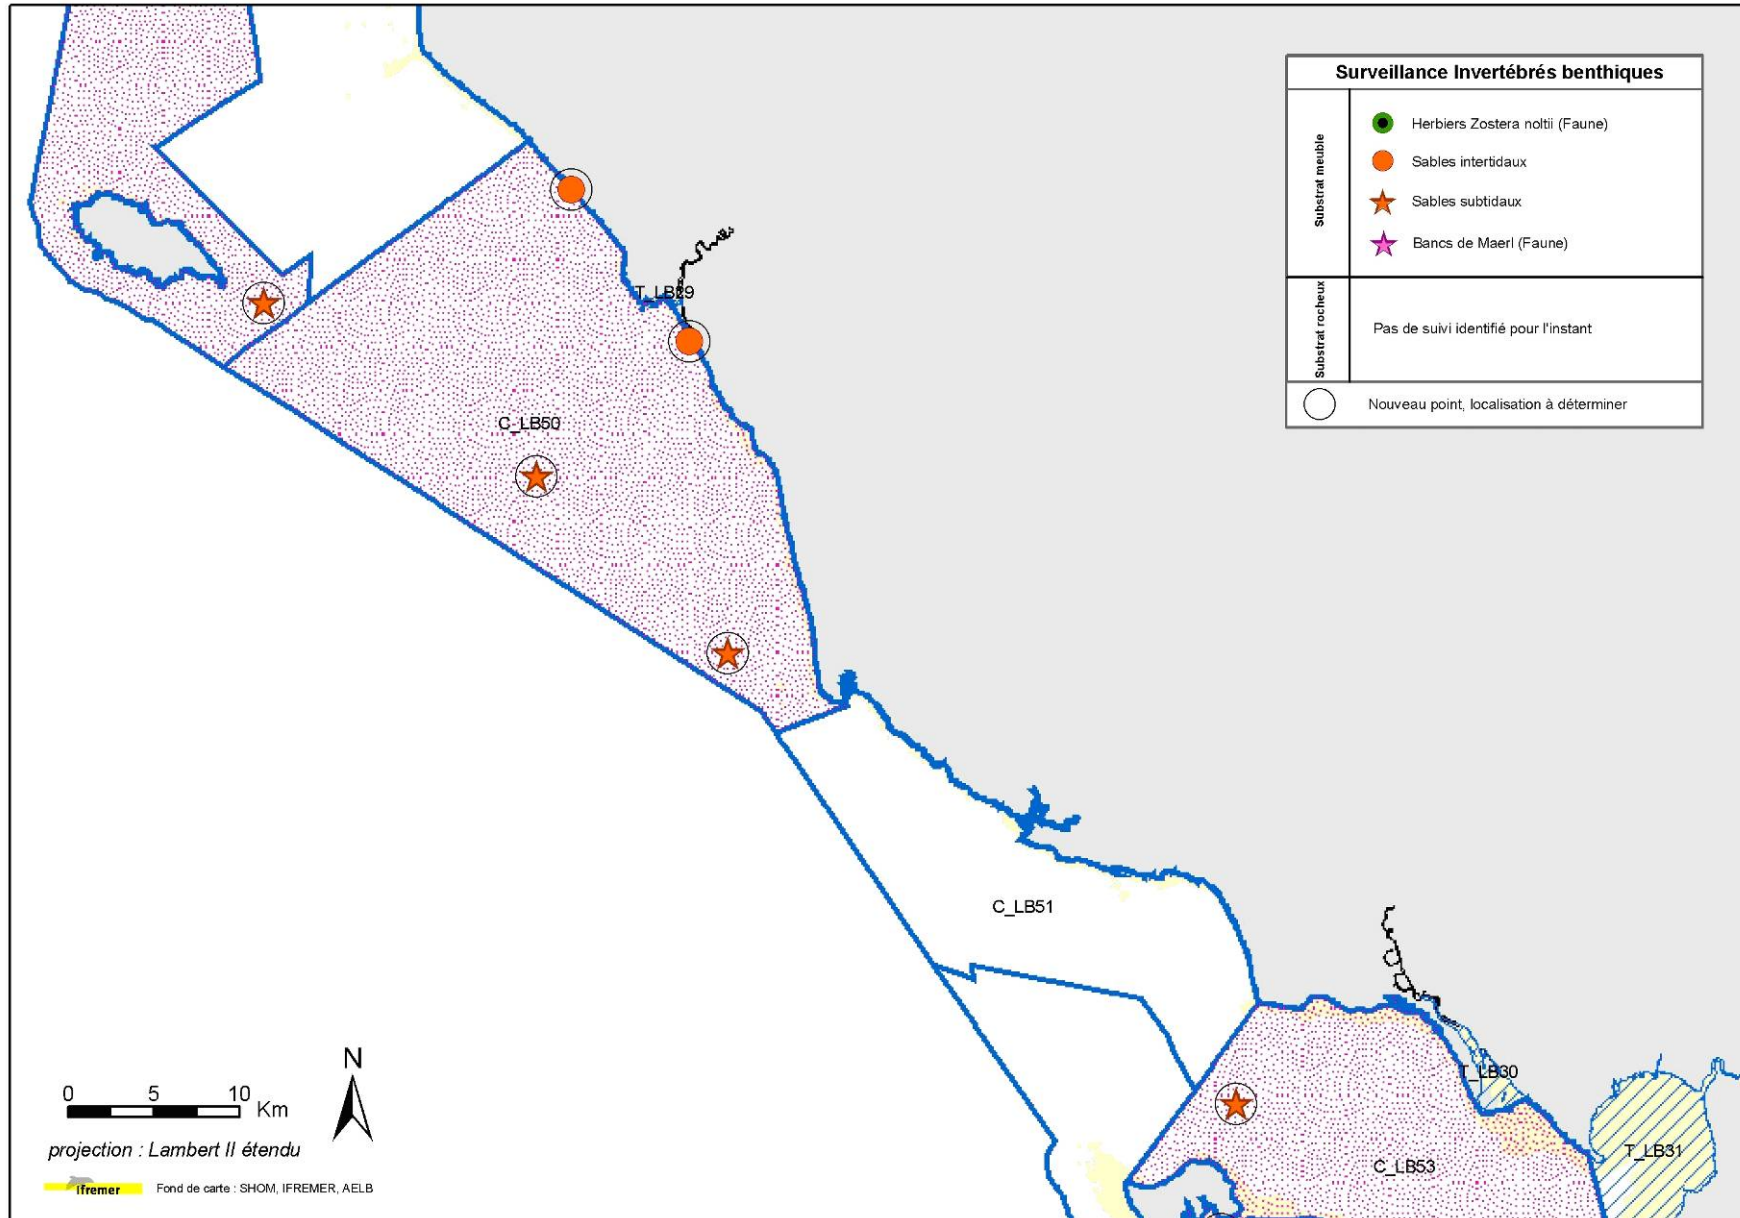 Surveillance Invertébrés benthiques
Substrat meuble
Herbiers Zostera noltii (Faune)
Sables intertidaux
Sables subtidaux
Bancs de Maerl (Faune)
Substrat rocheux
Pas de suivi identifié pour l'instant
Nouveau point, localisation à déterminer
T_LB29
C_LB50
C_LB51
T_LB30
T_LB31
C_LB53
N
0 5 10 Km
projection : Lambert II étendu
Ifremer
Fond de carte : SHOM, IFREMER, AELB